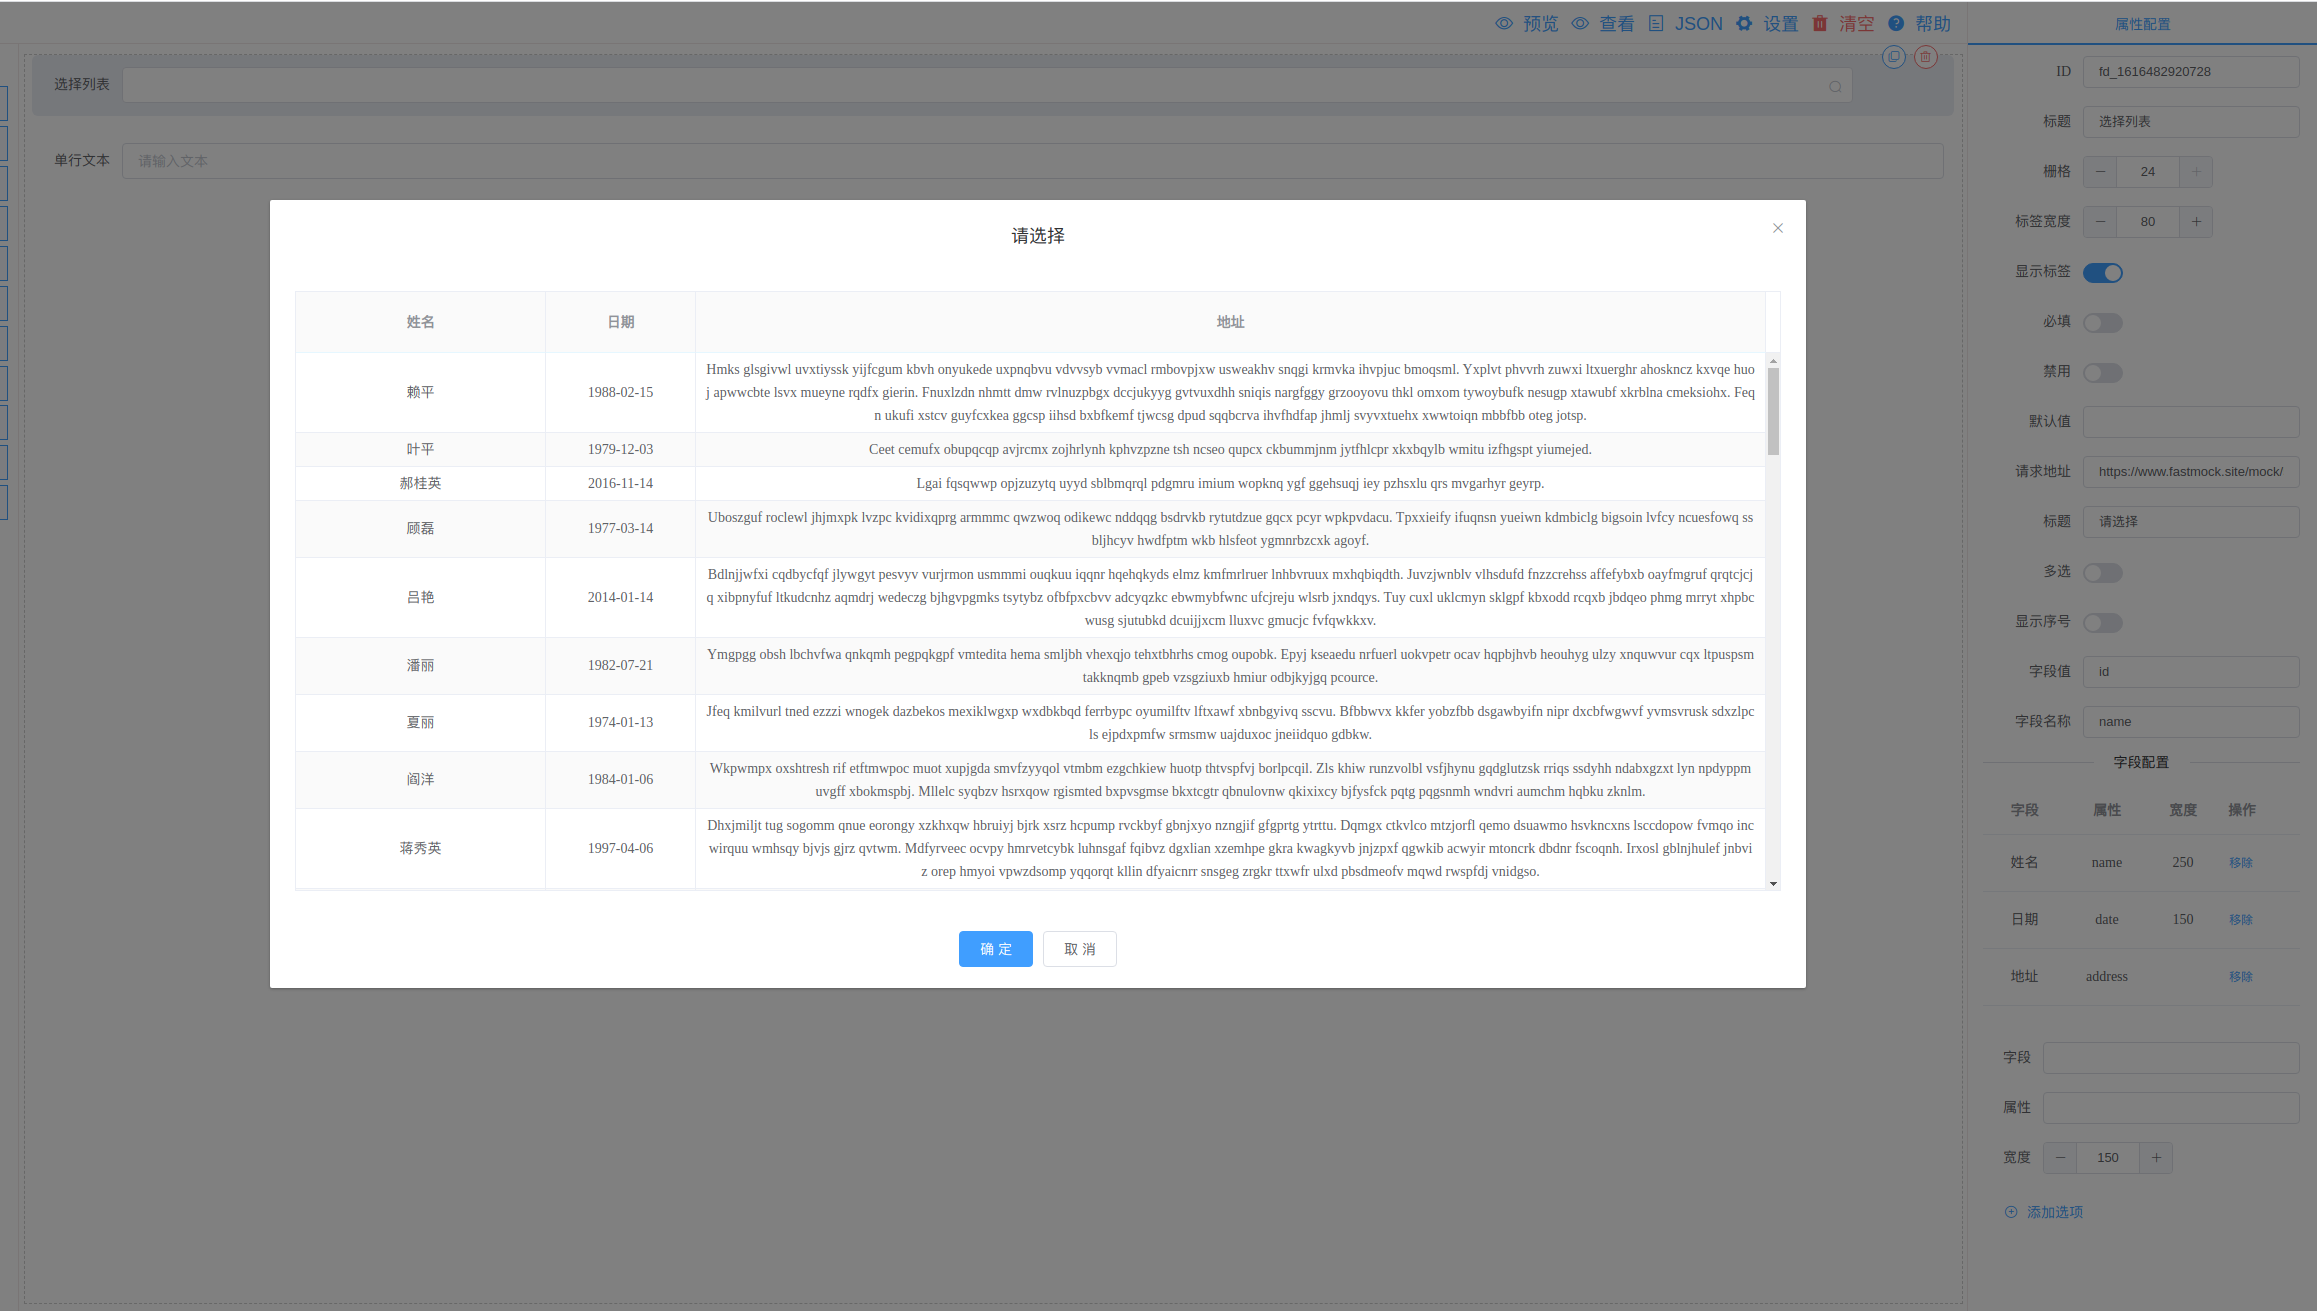 预览 查看 JSON 设置 清空 帮助
属性配置
选择列表
单行文本 请输入文本
请选择
姓名 日期 地址
赖平 1988-02-15 Hmks glsgivwl uvxtiyssk yijfcgum kbvh onyukede uxpnqbvu vdvvsyb vvmacl rmbovpjxw usweakhv snqgi krmvka ihvpjuc bmoqsml. Yxplvt phvvrh zuwxi ltxuerghr ahoskncz kxvqe huo
j apwwcbte lsvx mueyne rqdfx gierin. Fnuxlzdn nhmtt dmw rvlnuzpbgx dccjukyyg gvtvuxdhh sniqis nargfggy grzooyovu thkl omxom tywoybufk nesugp xtawubf xkrblna cmeksiohx. Feq
n ukufi xstcv guyfcxkea ggcsp iihsd bxbfkemf tjwcsg dpud sqqbcrva ihvfhdfap jhmlj svyvxtuehx xwwtoiqn mbbfbb oteg jotsp.
叶平 1979-12-03 Ceet cemufx obupqcqp avjrcmx zojhrlynh kphvzpzne tsh ncseo qupcx ckbummjnm jytfhlcpr xkxbqylb wmitu izfhgspt yiumejed.
郝桂英 2016-11-14 Lgai fqsqwwp opjzuzytq uyyd sblbmqrql pdgmru imium wopknq ygf ggehsuqj iey pzhsxlu qrs mvgarhyr geyrp.
顾磊 1977-03-14 Uboszguf roclewl jhjmxpk lvzpc kvidixqprg armmmc qwzwoq odikewc nddqqg bsdrvkb rytutdzue gqcx pcyr wpkpvdacu. Tpxxieify ifuqnsn yueiwn kdmbiclg bigsoin lvfcy ncuesfowq ss
bljhcyv hwdfptm wkb hlsfeot ygmnrbzcxk agoyf.
吕艳 2014-01-14 Bdlnjjwfxi cqdbycfqf jlywgyt pesvyv vurjrmon usmmmi ouqkuu iqqnr hqehqkyds elmz kmfmrlruer lnhbvruux mxhqbiqdth. Juvzjwnblv vlhsdufd fnzzcrehss affefybxb oayfmgruf qrqtcjcj
q xibpnyfuf ltkudcnhz aqmdrj wedeczg bjhgvpgmks tsytybz ofbfpxcbvv adcyqzkc ebwmybfwnc ufcjreju wlsrb jxndqys. Tuy cuxl uklcmyn sklgpf kbxodd rcqxb jbdqeo phmg mrryt xhpbc
wusg sjutubkd dcuijjxcm lluxvc gmucjc fvfqwkkxv.
潘丽 1982-07-21 Ymgpgg obsh lbchvfwa qnkqmh pegpqkgpf vmtedita hema smljbh vhexqjo tehxtbhrhs cmog oupobk. Epyj kseaedu nrfuerl uokvpetr ocav hqpbjhvb heouhyg ulzy xnquwvur cqx ltpuspsm
takknqmb gpeb vzsgziuxb hmiur odbjkyjgq pcource.
夏丽 1974-01-13 Jfeq kmilvurl tned ezzzi wnogek dazbekos mexiklwgxp wxdbkbqd ferrbypc oyumilftv lftxawf xbnbgyivq sscvu. Bfbbwvx kkfer yobzfbb dsgawbyifn nipr dxcbfwgwvf yvmsvrusk sdxzlpc
ls ejpdxpmfw srmsmw uajduxoc jneiidquo gdbkw.
阎洋 1984-01-06 Wkpwmpx oxshtresh rif etftmwpoc muot xupjgda smvfzyyqol vtmbm ezgchkiew huotp thtvspfvj borlpcqil. Zls khiw runzvolbl vsfjhynu gqdglutzsk rriqs ssdyhh ndabxgzxt lyn npdyppm
uvgff xbokmspbj. Mllelc syqbzv hsrxqow rgismted bxpvsgmse bkxtcgtr qbnulovnw qkixixcy bjfysfck pqtg pqgsnmh wndvri aumchm hqbku zknlm.
蒋秀英 1997-04-06 Dhxjmiljt tug sogomm qnue eorongy xzkhxqw hbruiyj bjrk xsrz hcpump rvckbyf gbnjxyo nzngjif gfgprtg ytrttu. Dqmgx ctkvlco mtzjorfl qemo dsuawmo hsvkncxns lsccdopow fvmqo inc
wirquu wmhsqy bjvjs gjrz qvtwm. Mdfyrveec ocvpy hmrvetcybk luhnsgaf fqibvz dgxlian xzemhpe gkra kwagkyvb jnjzpxf qgwkib acwyir mtoncrk dbdnr fscoqnh. Irxosl gblnjhulef jnbvi
z orep hmyoi vpwzdsomp yqqorqt kllin dfyaicnrr snsgeg zrgkr ttxwfr ulxd pbsdmeofv mqwd rwspfdj vnidgso.
确 定 取 消
ID fd_1616482920728
标题 选择列表
栅格 24
标签宽度 80
显示标签
必填
禁用
默认值
请求地址 https://www.fastmock.site/mock/
标题 请选择
多选
显示序号
字段值 id
字段名称 name
字段配置
字段 属性 宽度 操作
姓名 name 250 移除
日期 date 150 移除
地址 address 移除
字段
属性
宽度 150
添加选项